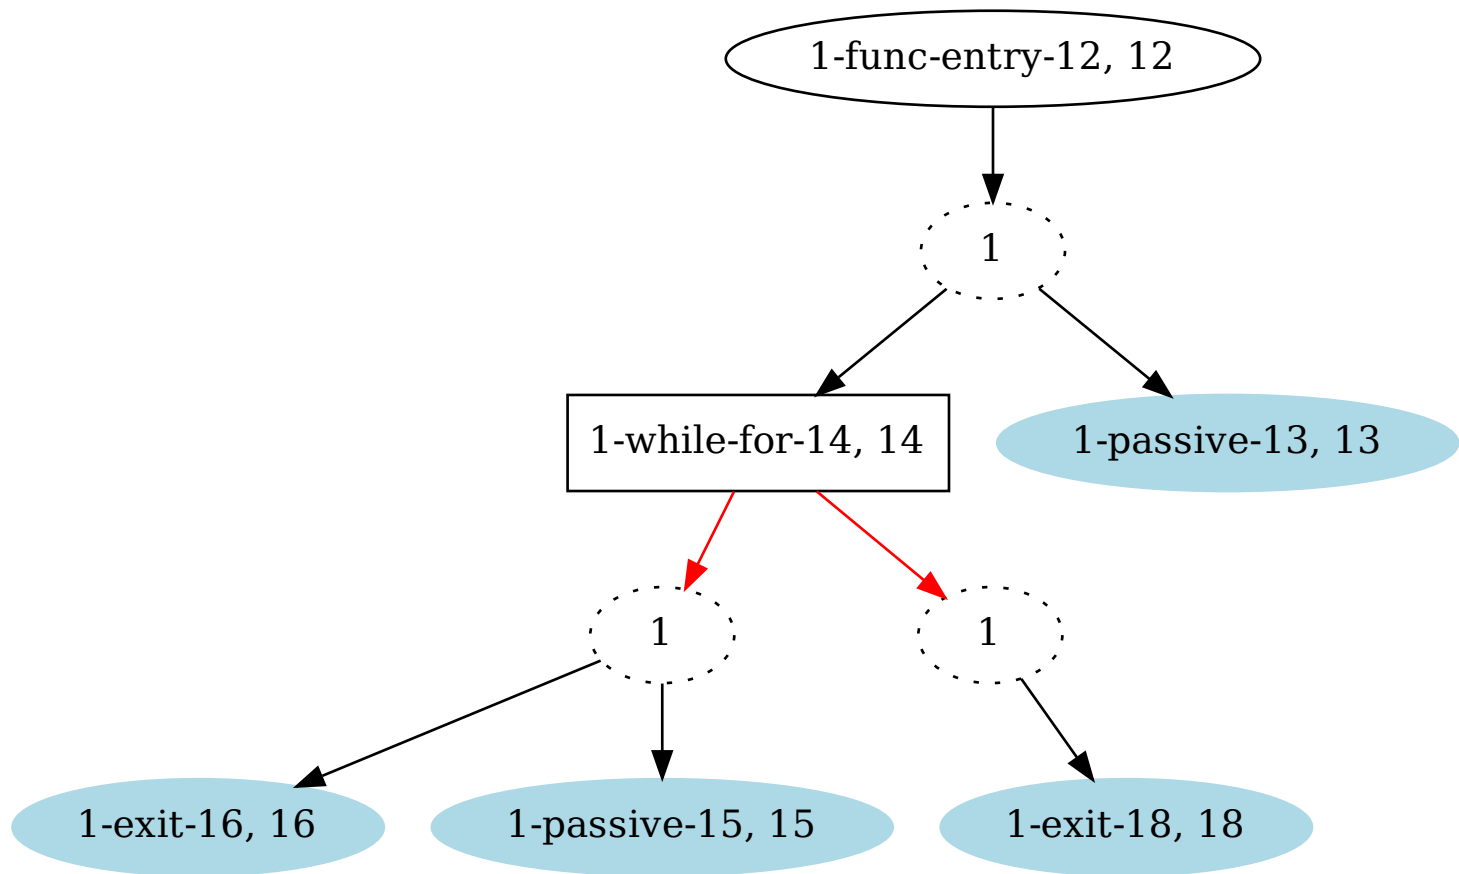 1-func-entry-12, 12
1
1-while-for-14, 14
1-passive-13, 13
1
1
1-exit-16, 16
1-passive-15, 15
1-exit-18, 18